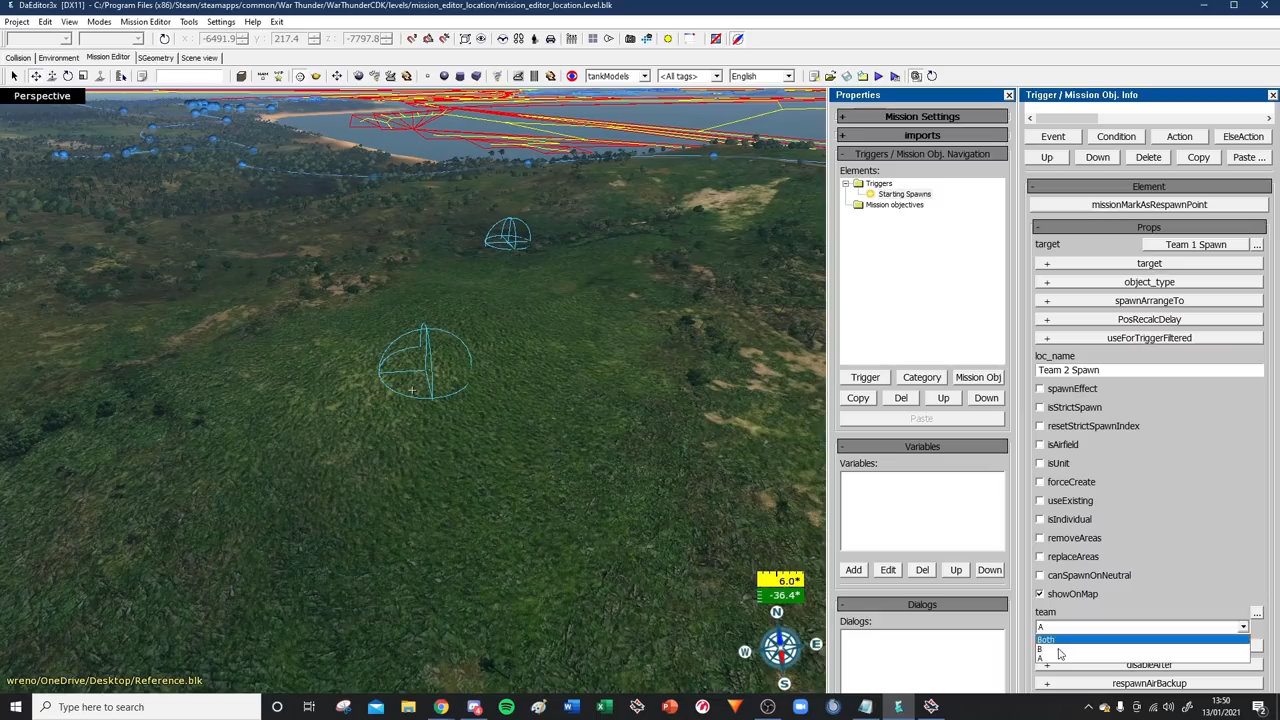 DaEditor3x [DX11] - C:/Program Files (x86)/Steam/steamapps/common/War Thunder/WarThunderCDK/levels/mission_editor_location/mission_editor_location.level.blk
Project Edit View Modes Mission Editor Tools Settings Help Exit
X : -6491.9 Y : 217.4 Z : -7797.8
Collision Environment Mission Editor SGeometry Scene view
tankModels <All tags> English
Perspective
Properties
Mission Settings
imports
Triggers / Mission Obj. Navigation
Elements:
Triggers
Starting Spawns
Mission objectives
Trigger Category Mission Obj
Copy Del Up Down
Paste
Variables
Variables:
Add Edit Del Up Down
Dialogs
Dialogs:
Trigger / Mission Obj. Info
Event Condition Action ElseAction
Up Down Delete Copy Paste ...
Element
missionMarkAsRespawnPoint
Props
target Team 1 Spawn ...
target
object_type
spawnArrangeTo
PosRecalcDelay
useForTriggerFiltered
loc_name
Team 2 Spawn
spawnEffect
isStrictSpawn
resetStrictSpawnIndex
isAirfield
isUnit
forceCreate
useExisting
isIndividual
removeAreas
replaceAreas
canSpawnOnNeutral
showOnMap
team ...
A
Both
B
A
disableAfter
respawnAirBackup
6.0*
-36.4*
N
W E
S
wreno/OneDrive/Desktop/Reference.blk
Type here to search
13:50
13/01/2021